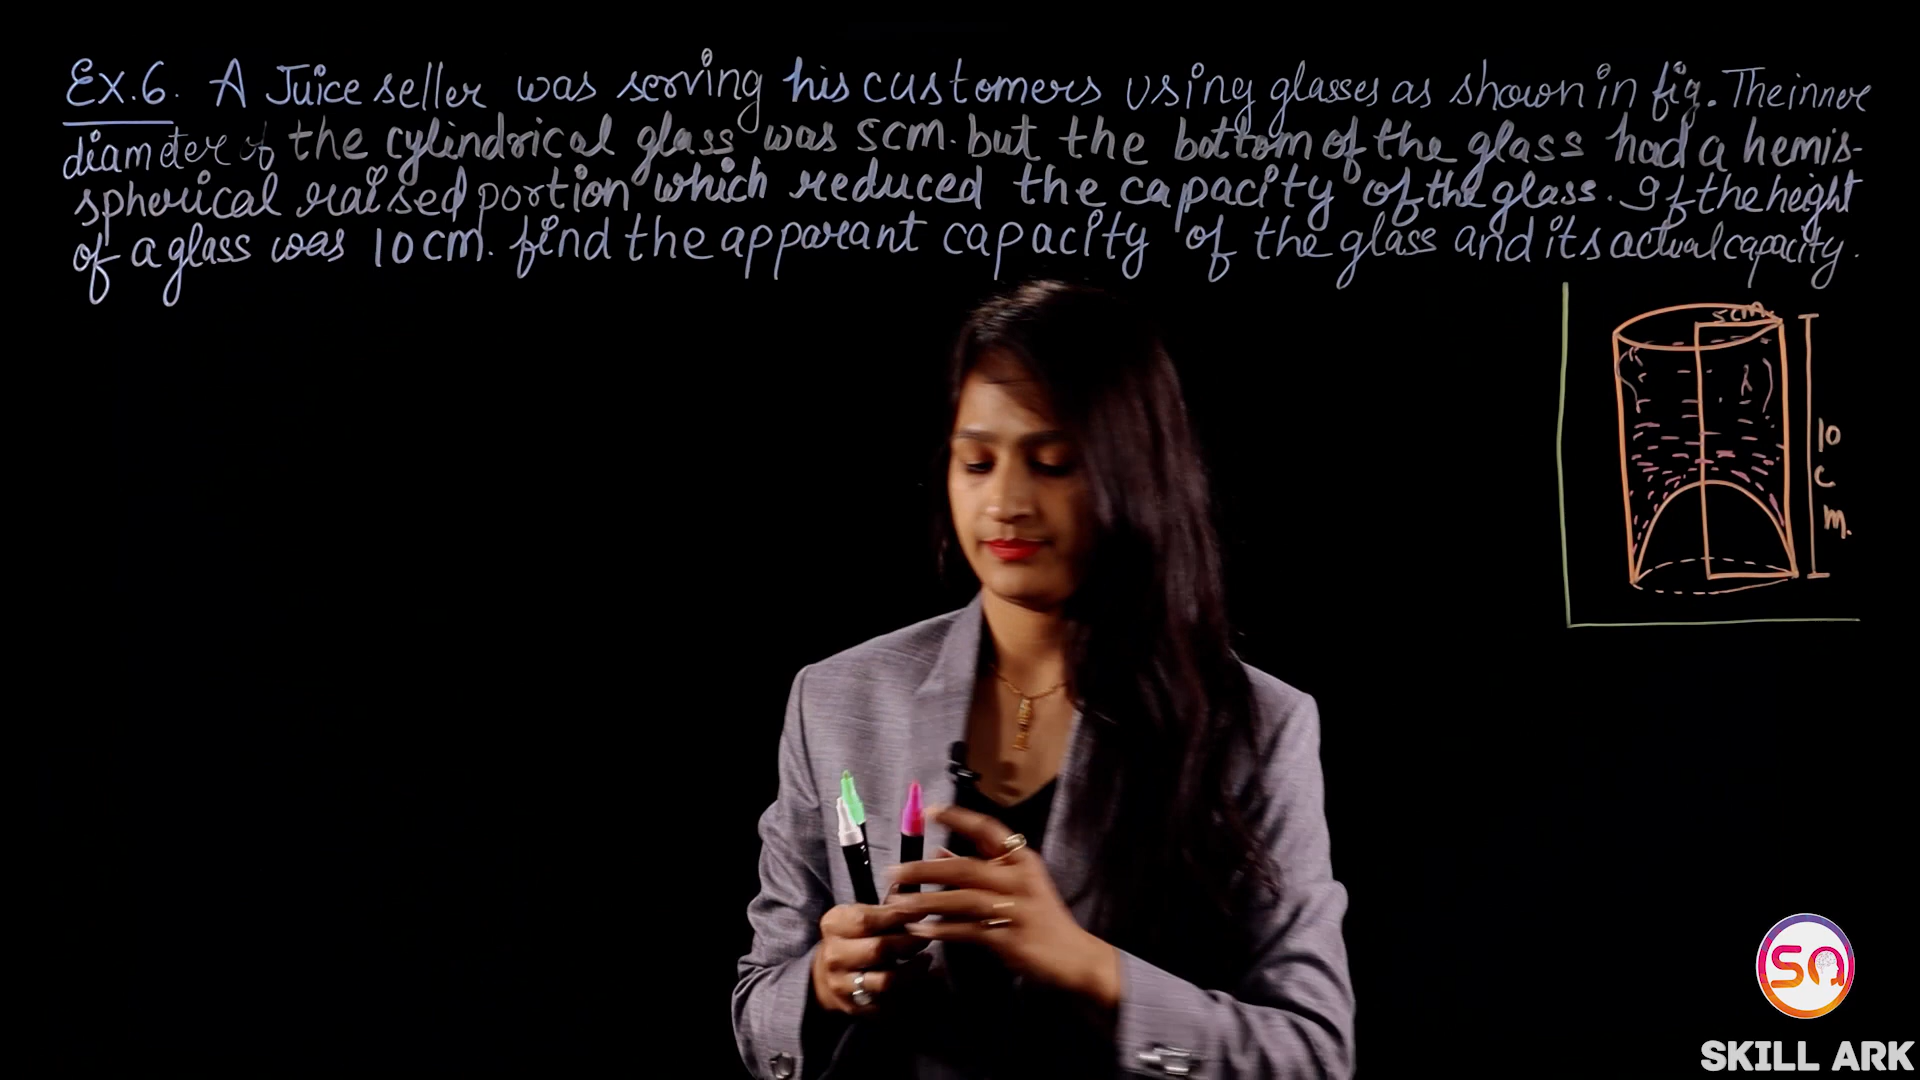 Ex.6. A Juice seller was serving his customers using glasses as shown in fig. The inner
diameter of the cylindrical glass was 5cm. but the bottom of the glass had a hemis-
spherical raised portion which reduced the capacity of the glass. If the height
of a glass was 10cm. find the apparant capacity of the glass and its actual capacity.
5cm.
10
c
m.
SA
SKILL ARK